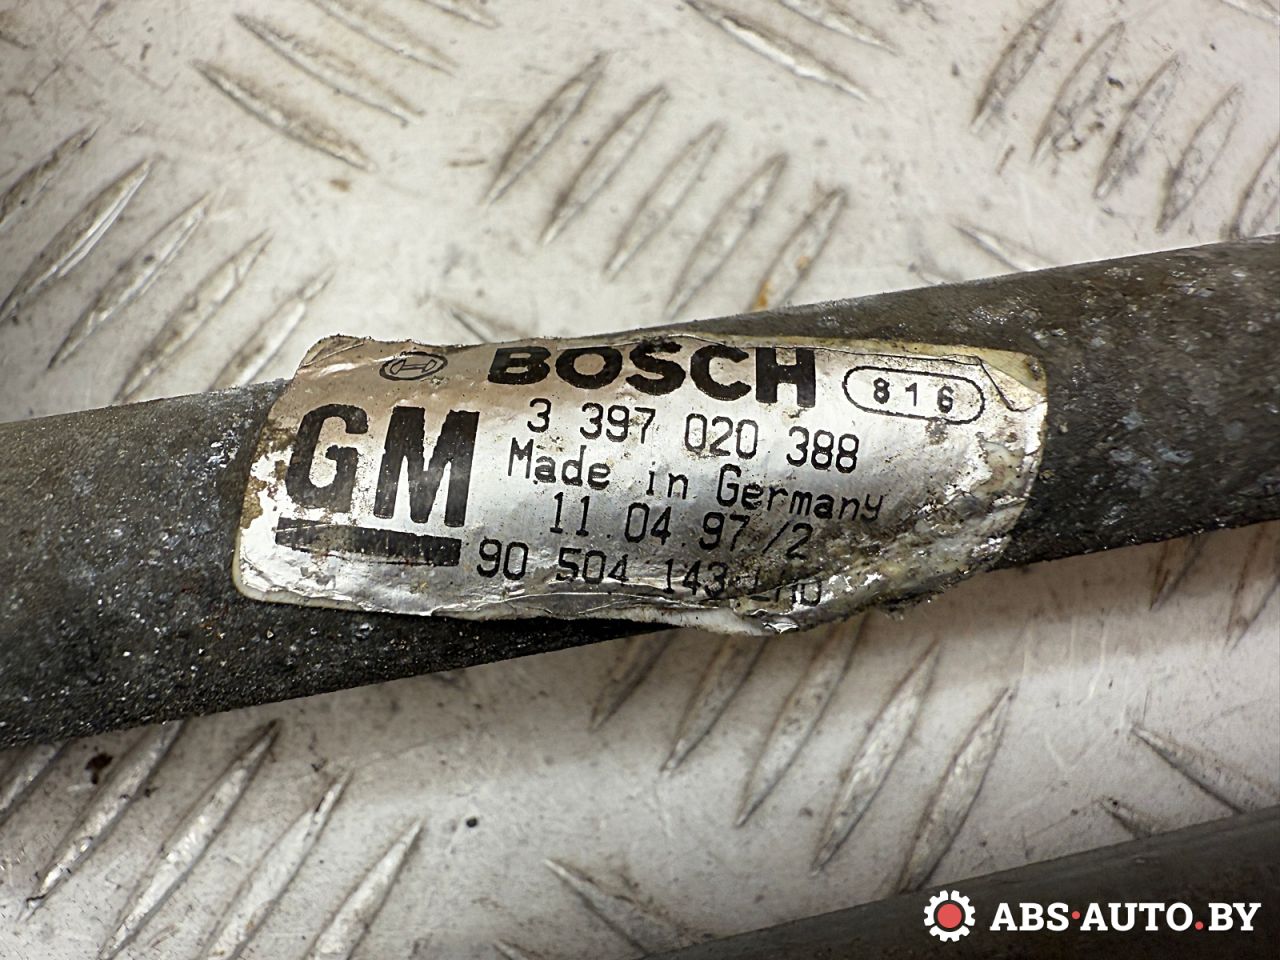 BOSCH 816
GM
3 397 020 388
Made in Germany
11 04 97/2
90 504 143
ABS·AUTO.BY